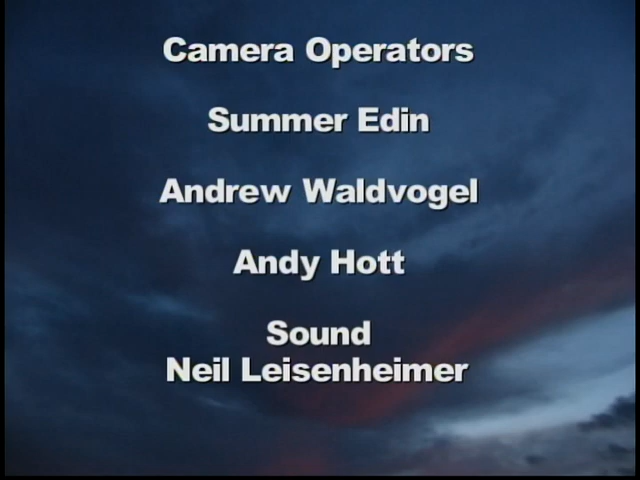 Camera Operators
Summer Edin
Andrew Waldvogel
Andy Hott
Sound
Neil Leisenheimer